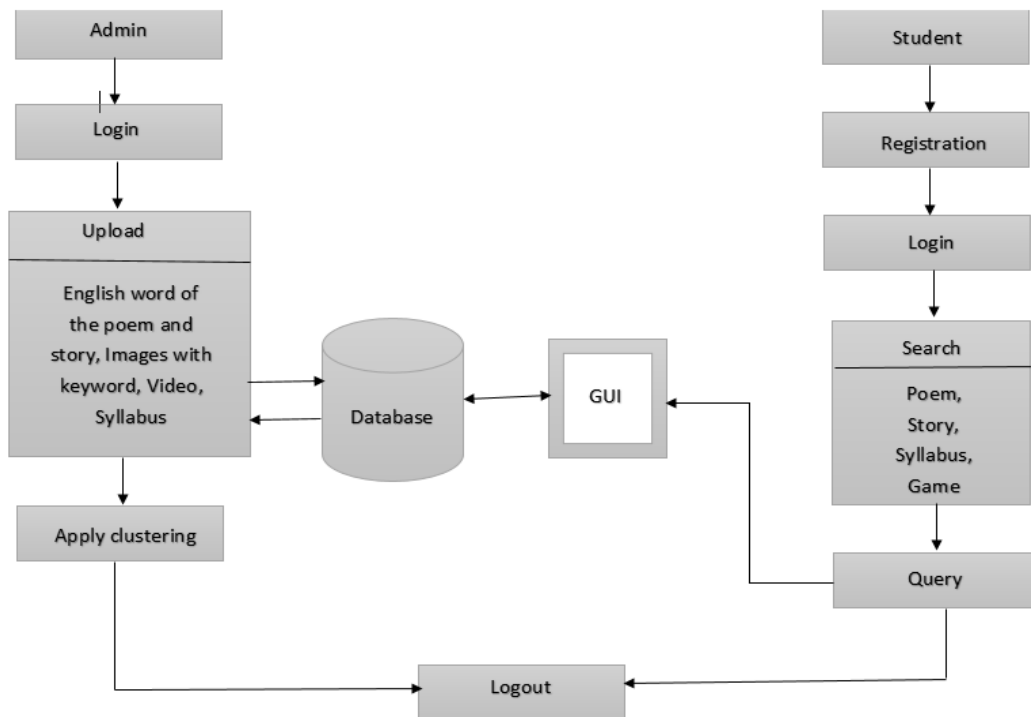 Admin
Login
Upload
English word of
the poem and
story, Images with
keyword, Video,
Syllabus
Apply clustering
Database
GUI
Student
Registration
Login
Search
Poem,
Story,
Syllabus,
Game
Query
Logout